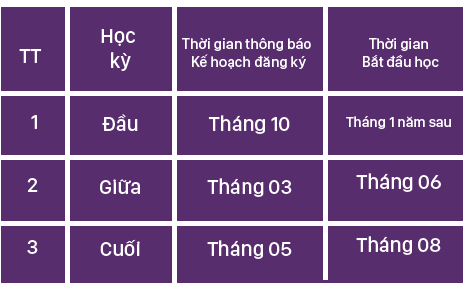 TT
Học
kỳ
Thời gian thông báo
Kế hoạch đăng ký
Thời gian
Bắt đầu học
1
Đầu
Tháng 10
Tháng 1 năm sau
2
Giữa
Tháng 03
Tháng 06
3
Cuối
Tháng 05
Tháng 08